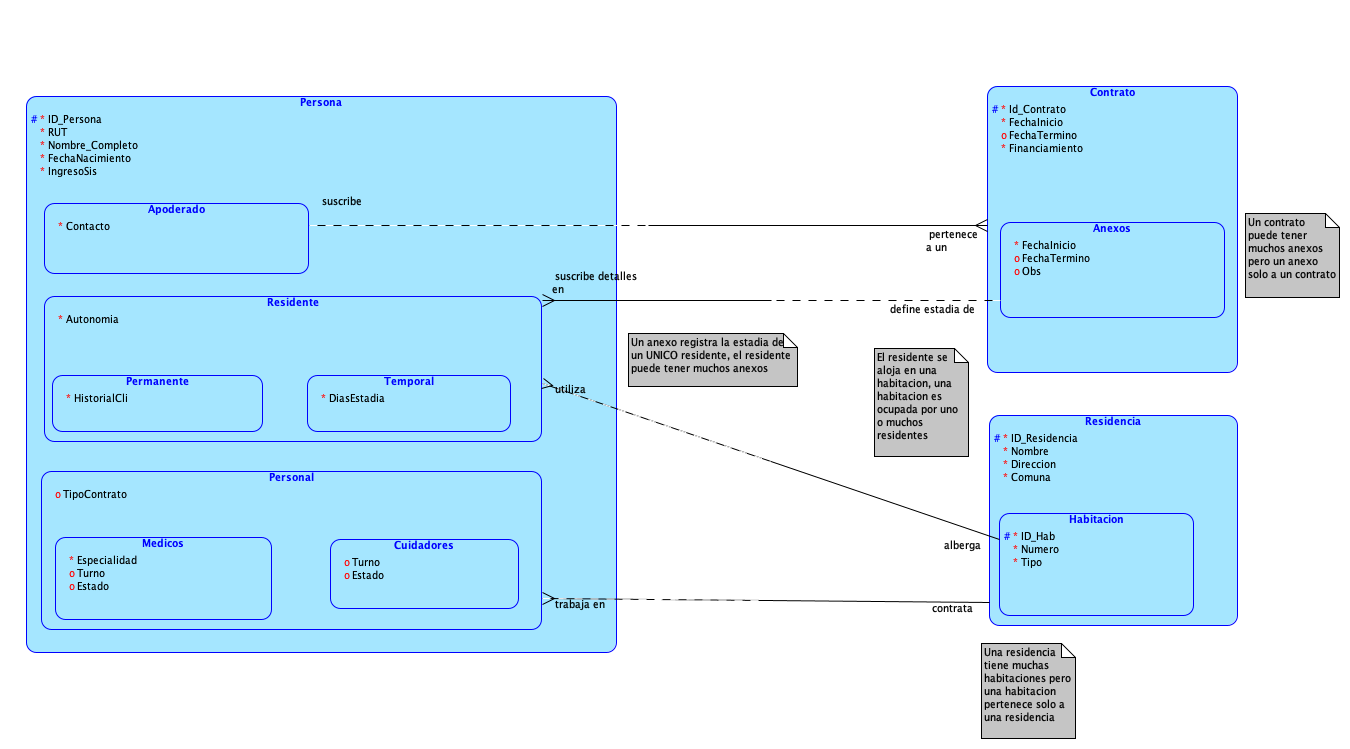 Persona
# * ID_Persona
* RUT
* Nombre_Completo
* FechaNacimiento
* IngresoSis
Apoderado
* Contacto
Residente
* Autonomia
Permanente
* HistorialCli
Temporal
* DiasEstadia
Personal
o TipoContrato
Medicos
* Especialidad
o Turno
o Estado
Cuidadores
o Turno
o Estado
suscribe
pertenece
a un
suscribe detalles
en
define estadia de
Un anexo registra la estadia de
un UNICO residente, el residente
puede tener muchos anexos
utiliza
alberga
trabaja en
contrata
El residente se
aloja en una
habitacion, una
habitacion es
ocupada por uno
o muchos
residentes
Contrato
# * Id_Contrato
* FechaInicio
o FechaTermino
* Financiamiento
Anexos
* FechaInicio
o FechaTermino
o Obs
Un contrato
puede tener
muchos anexos
pero un anexo
solo a un contrato
Residencia
# * ID_Residencia
* Nombre
* Direccion
* Comuna
Habitacion
# * ID_Hab
* Numero
* Tipo
Una residencia
tiene muchas
habitaciones pero
una habitacion
pertenece solo a
una residencia